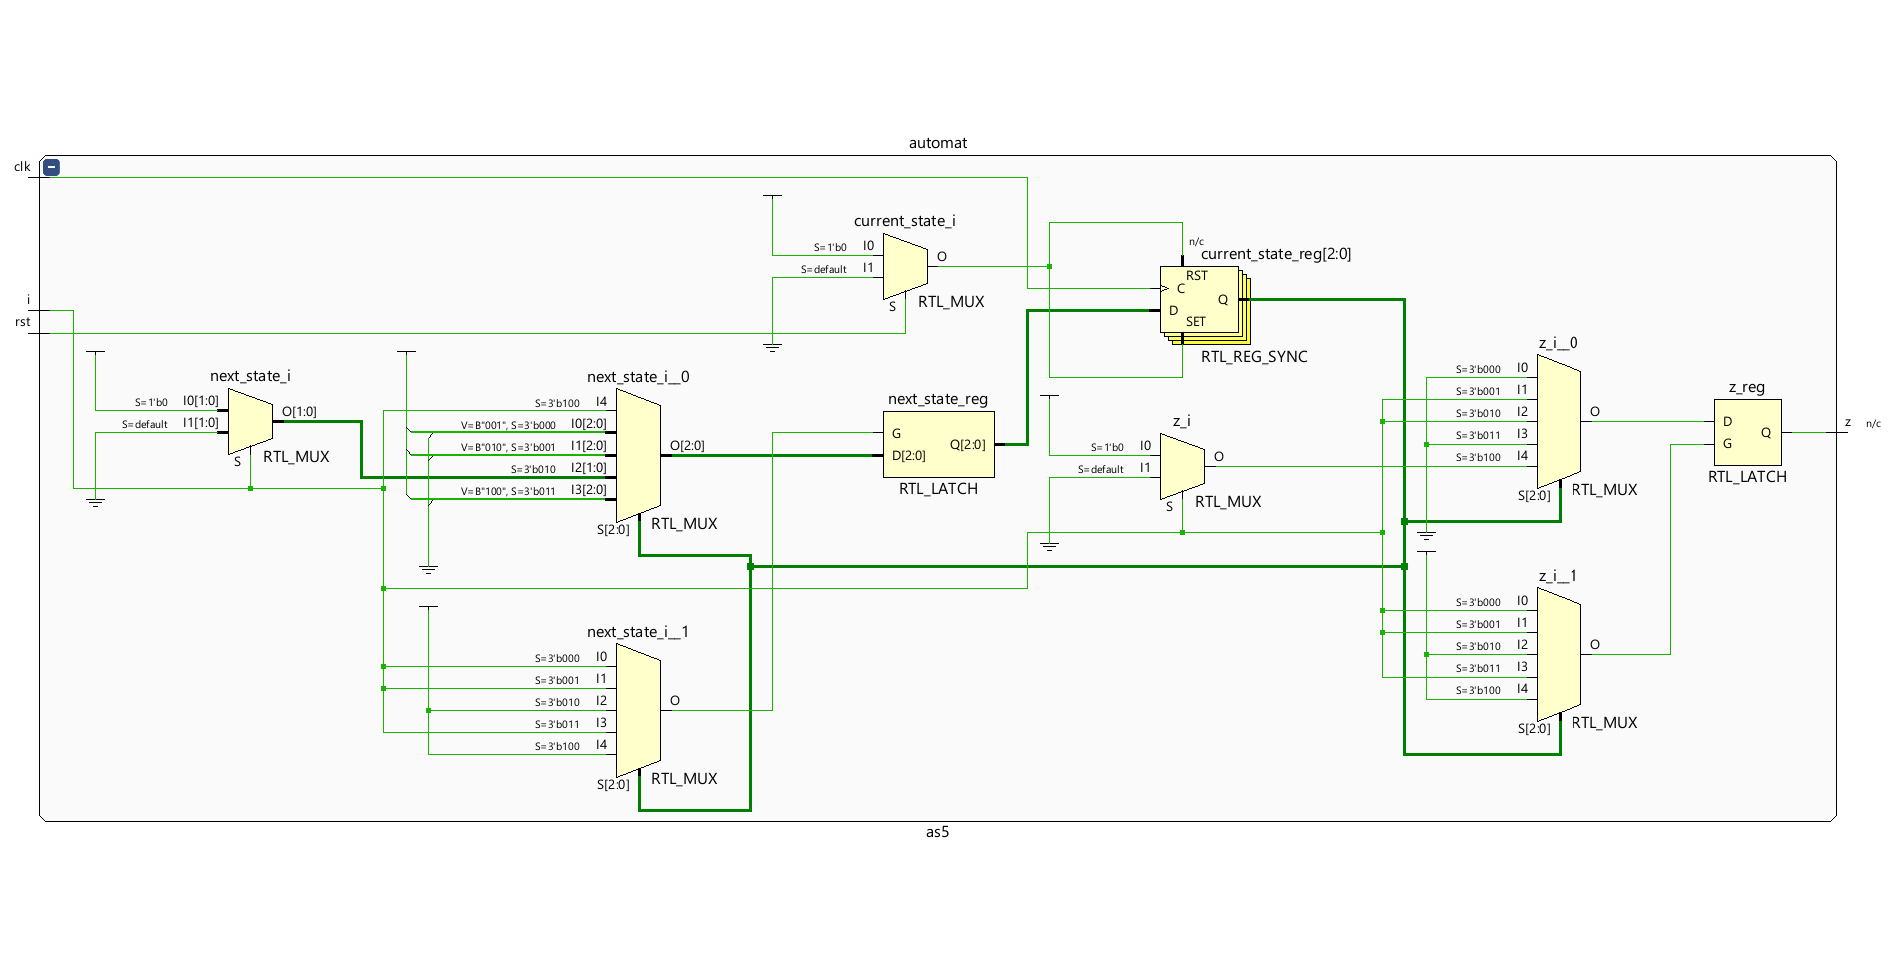 automat
clk
current_state_i
S=1'b0 I0
S=default I1
O
S
RTL_MUX
n/c
current_state_reg[2:0]
RST
C
Q
D
SET
RTL_REG_SYNC
i
rst
next_state_i
S=1'b0 I0[1:0]
S=default I1[1:0]
O[1:0]
S
RTL_MUX
next_state_i__0
S=3'b100 I4
V=B"001", S=3'b000 I0[2:0]
V=B"010", S=3'b001 I1[2:0]
S=3'b010 I2[1:0]
V=B"100", S=3'b011 I3[2:0]
O[2:0]
S[2:0]
RTL_MUX
next_state_reg
G
Q[2:0]
D[2:0]
RTL_LATCH
z_i
S=1'b0 I0
S=default I1
O
S
RTL_MUX
z_i__0
S=3'b000 I0
S=3'b001 I1
S=3'b010 I2
S=3'b011 I3
S=3'b100 I4
O
S[2:0]
RTL_MUX
z_reg
D
Q
G
RTL_LATCH
z n/c
next_state_i__1
S=3'b000 I0
S=3'b001 I1
S=3'b010 I2
S=3'b011 I3
S=3'b100 I4
O
S[2:0]
RTL_MUX
z_i__1
S=3'b000 I0
S=3'b001 I1
S=3'b010 I2
S=3'b011 I3
S=3'b100 I4
O
S[2:0]
RTL_MUX
as5